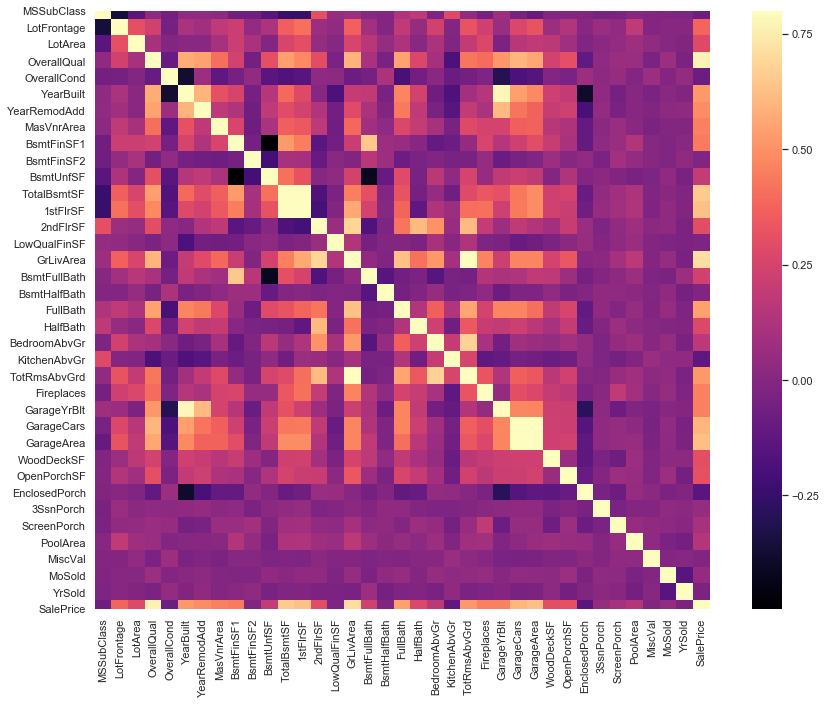 MSSubClass
LotFrontage
LotArea
OverallQual
OverallCond
YearBuilt
YearRemodAdd
MasVnrArea
BsmtFinSF1
BsmtFinSF2
BsmtUnfSF
TotalBsmtSF
1stFlrSF
2ndFlrSF
LowQualFinSF
GrLivArea
BsmtFullBath
BsmtHalfBath
FullBath
HalfBath
BedroomAbvGr
KitchenAbvGr
TotRmsAbvGrd
Fireplaces
GarageYrBlt
GarageCars
GarageArea
WoodDeckSF
OpenPorchSF
EnclosedPorch
3SsnPorch
ScreenPorch
PoolArea
MiscVal
MoSold
YrSold
SalePrice
MSSubClass
LotFrontage
LotArea
OverallQual
OverallCond
YearBuilt
YearRemodAdd
MasVnrArea
BsmtFinSF1
BsmtFinSF2
BsmtUnfSF
TotalBsmtSF
1stFlrSF
2ndFlrSF
LowQualFinSF
GrLivArea
BsmtFullBath
BsmtHalfBath
FullBath
HalfBath
BedroomAbvGr
KitchenAbvGr
TotRmsAbvGrd
Fireplaces
GarageYrBlt
GarageCars
GarageArea
WoodDeckSF
OpenPorchSF
EnclosedPorch
3SsnPorch
ScreenPorch
PoolArea
MiscVal
MoSold
YrSold
SalePrice
0.75
0.50
0.25
0.00
−0.25